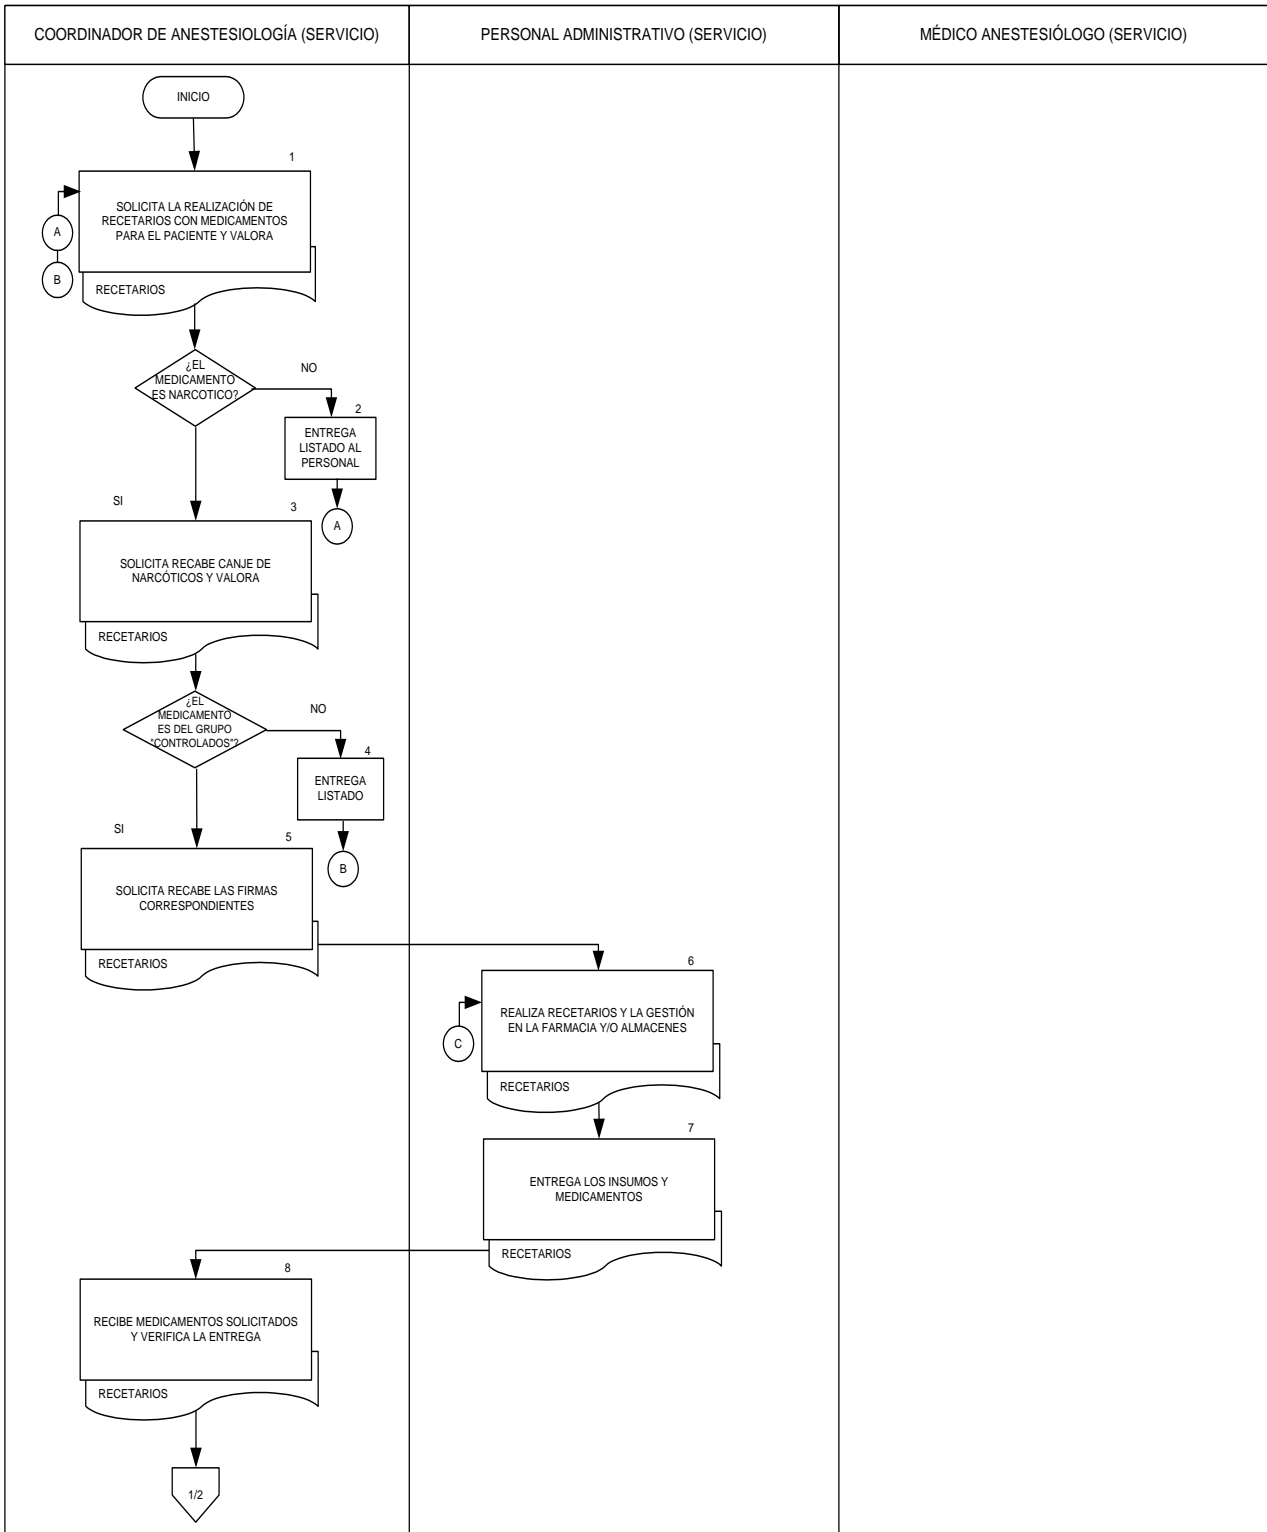 COORDINADOR DE ANESTESIOLOGÍA (SERVICIO)
PERSONAL ADMINISTRATIVO (SERVICIO)
MÉDICO ANESTESIÓLOGO (SERVICIO)
INICIO
1
SOLICITA LA REALIZACIÓN DE
RECETARIOS CON MEDICAMENTOS
PARA EL PACIENTE Y VALORA
A
B
RECETARIOS
¿EL
MEDICAMENTO
ES NARCOTICO?
NO
2
ENTREGA
LISTADO AL
PERSONAL
A
SI
3
SOLICITA RECABE CANJE DE
NARCÓTICOS Y VALORA
RECETARIOS
¿EL
MEDICAMENTO
ES DEL GRUPO
"CONTROLADOS"?
NO
4
ENTREGA
LISTADO
B
SI
5
SOLICITA RECABE LAS FIRMAS
CORRESPONDIENTES
RECETARIOS
6
REALIZA RECETARIOS Y LA GESTIÓN
EN LA FARMACIA Y/O ALMACENES
C
RECETARIOS
7
ENTREGA LOS INSUMOS Y
MEDICAMENTOS
RECETARIOS
8
RECIBE MEDICAMENTOS SOLICITADOS
Y VERIFICA LA ENTREGA
RECETARIOS
1/2